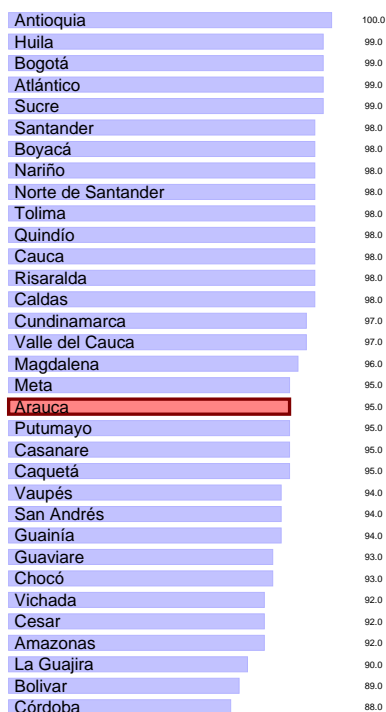 Antioquia 100.0
Huila 99.0
Bogotá 99.0
Atlántico 99.0
Sucre 99.0
Santander 98.0
Boyacá 98.0
Nariño 98.0
Norte de Santander 98.0
Tolima 98.0
Quindío 98.0
Cauca 98.0
Risaralda 98.0
Caldas 98.0
Cundinamarca 97.0
Valle del Cauca 97.0
Magdalena 96.0
Meta 95.0
Arauca 95.0
Putumayo 95.0
Casanare 95.0
Caquetá 95.0
Vaupés 94.0
San Andrés 94.0
Guainía 94.0
Guaviare 93.0
Chocó 93.0
Vichada 92.0
Cesar 92.0
Amazonas 92.0
La Guajira 90.0
Bolivar 89.0
Córdoba 88.0